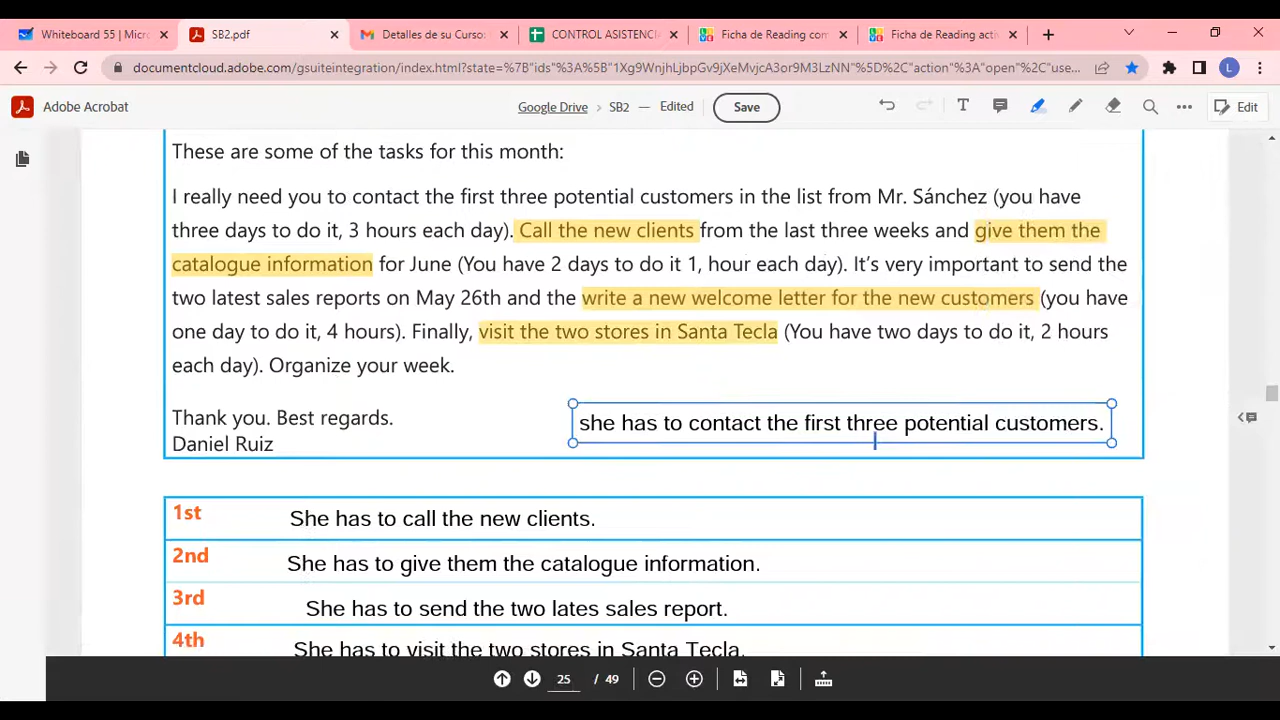 Whiteboard 55 | Micr
SB2.pdf
Detalles de su Curso:
CONTROL ASISTENCI
Ficha de Reading com
Ficha de Reading acti
documentcloud.adobe.com/gsuiteintegration/index.html?state=%7B"ids"%3A%5B"1Xg9WnjhLjbpGv9jXeMvjcA3or9M3LzNN"%5D%2C"action"%3A"open"%2C"use...
L
Adobe Acrobat
Google Drive > SB2 — Edited
Save
Edit
These are some of the tasks for this month:
I really need you to contact the first three potential customers in the list from Mr. Sánchez (you have
three days to do it, 3 hours each day). Call the new clients from the last three weeks and give them the
catalogue information for June (You have 2 days to do it 1, hour each day). It's very important to send the
two latest sales reports on May 26th and the write a new welcome letter for the new customers (you have
one day to do it, 4 hours). Finally, visit the two stores in Santa Tecla (You have two days to do it, 2 hours
each day). Organize your week.
Thank you. Best regards.
she has to contact the first three potential customers.
Daniel Ruiz
1st She has to call the new clients.
2nd She has to give them the catalogue information.
3rd She has to send the two lates sales report.
4th She has to visit the two stores in Santa Tecla.
25 / 49